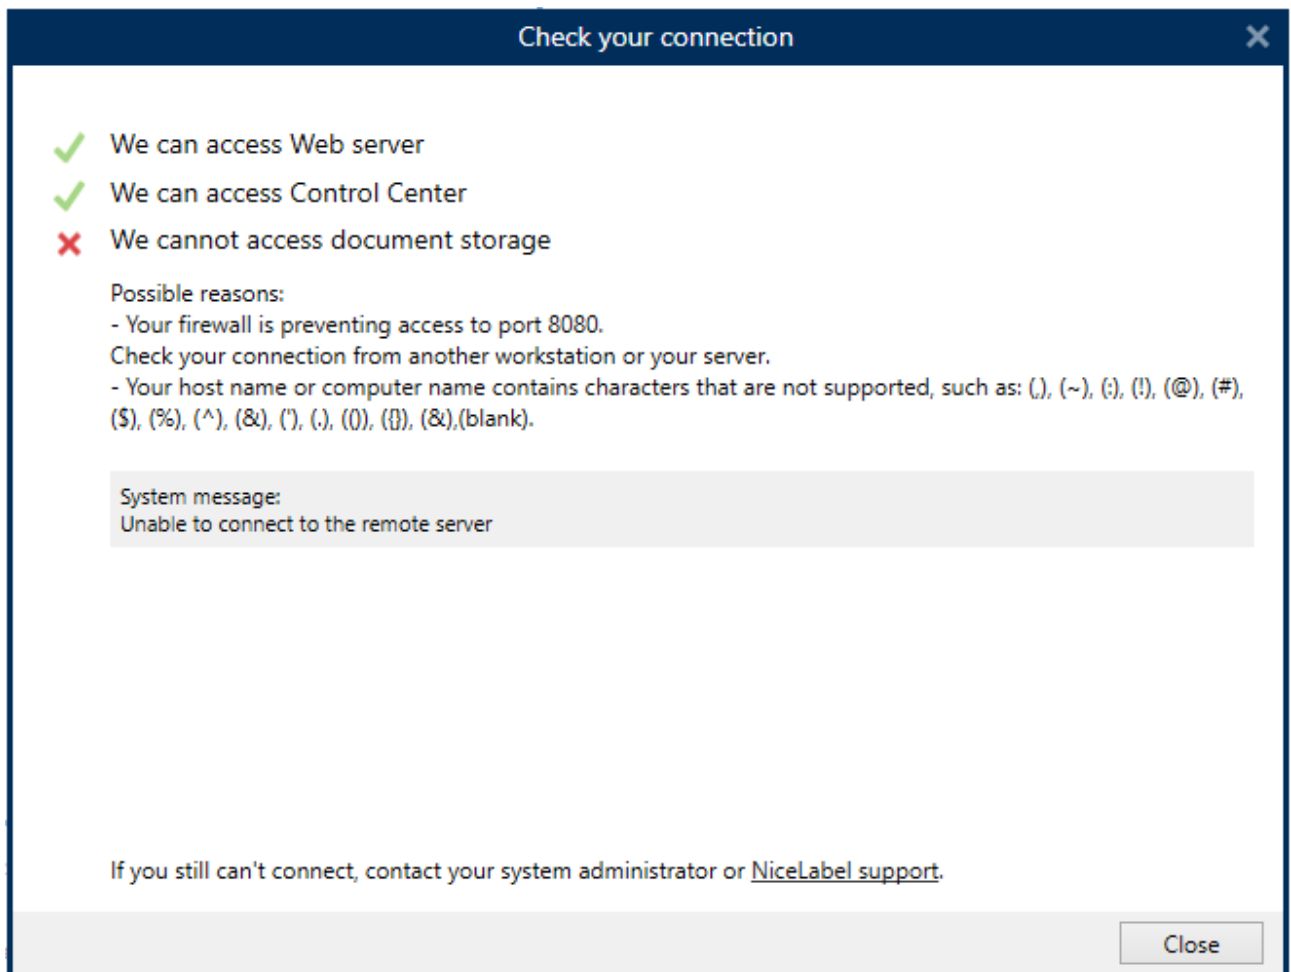 Check your connection
We can access Web server
We can access Control Center
We cannot access document storage
Possible reasons:
- Your firewall is preventing access to port 8080.
Check your connection from another workstation or your server.
- Your host name or computer name contains characters that are not supported, such as: (,), (~), (:), (!), (@), (#),
($), (%), (^), (&), ('), (.), (()), ({}), (&),(blank).
System message:
Unable to connect to the remote server
If you still can't connect, contact your system administrator or NiceLabel support.
Close